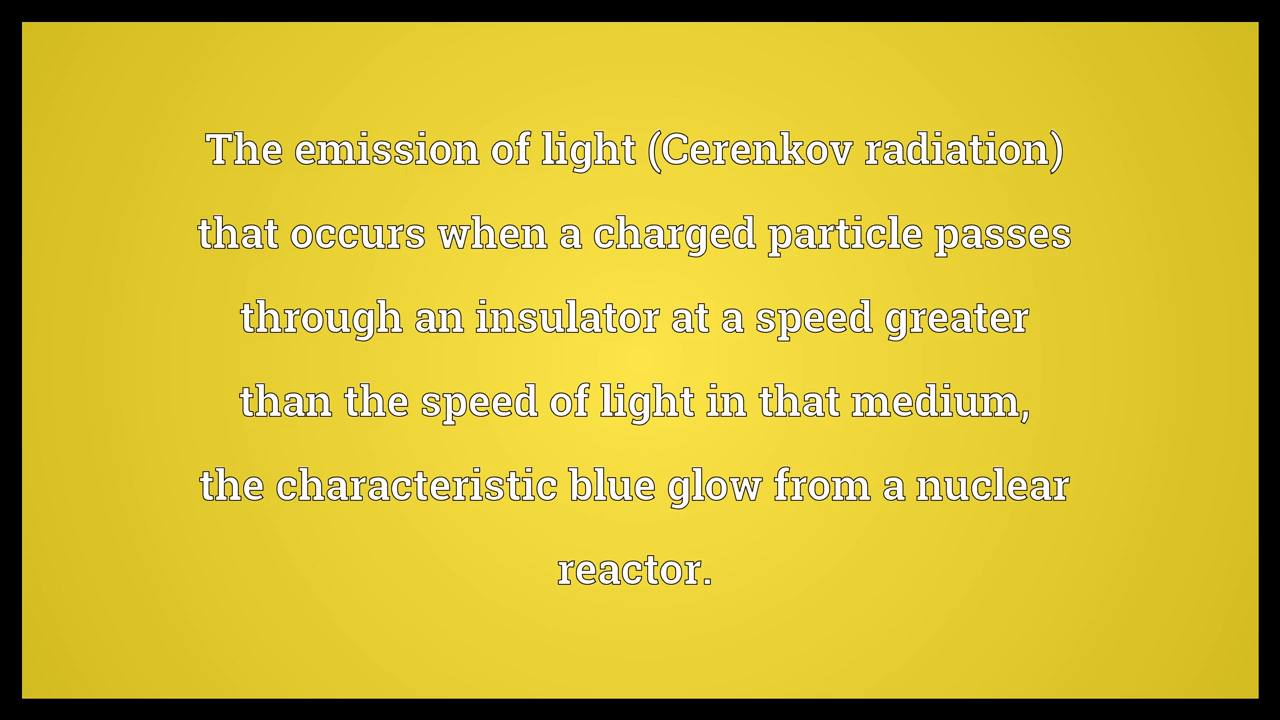 The emission of light (Cerenkov radiation)
that occurs when a charged particle passes
through an insulator at a speed greater
than the speed of light in that medium,
the characteristic blue glow from a nuclear
reactor.